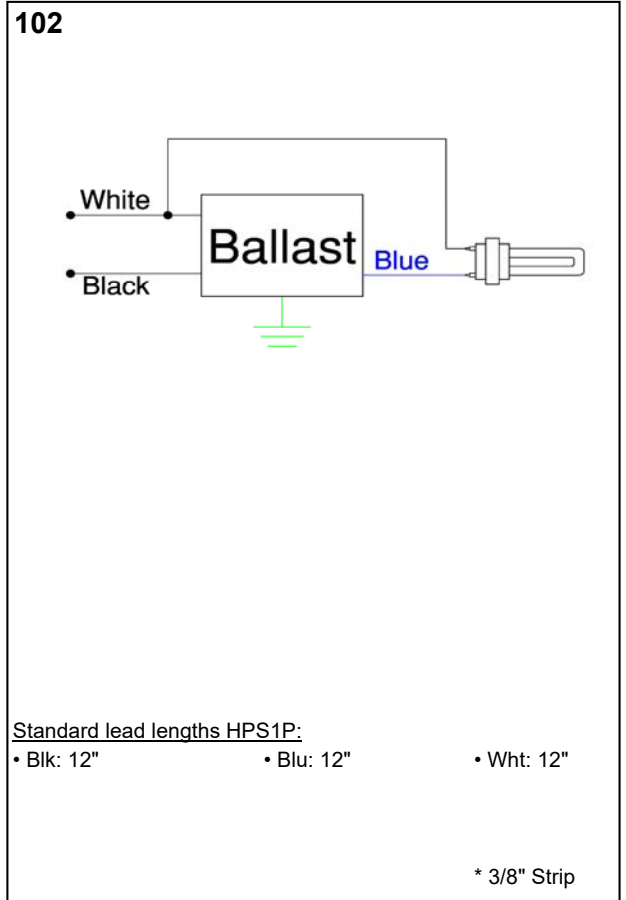 102
White
Ballast
Blue
Black
Standard lead lengths HPS1P:
• Blk: 12" • Blu: 12" • Wht: 12"
* 3/8" Strip